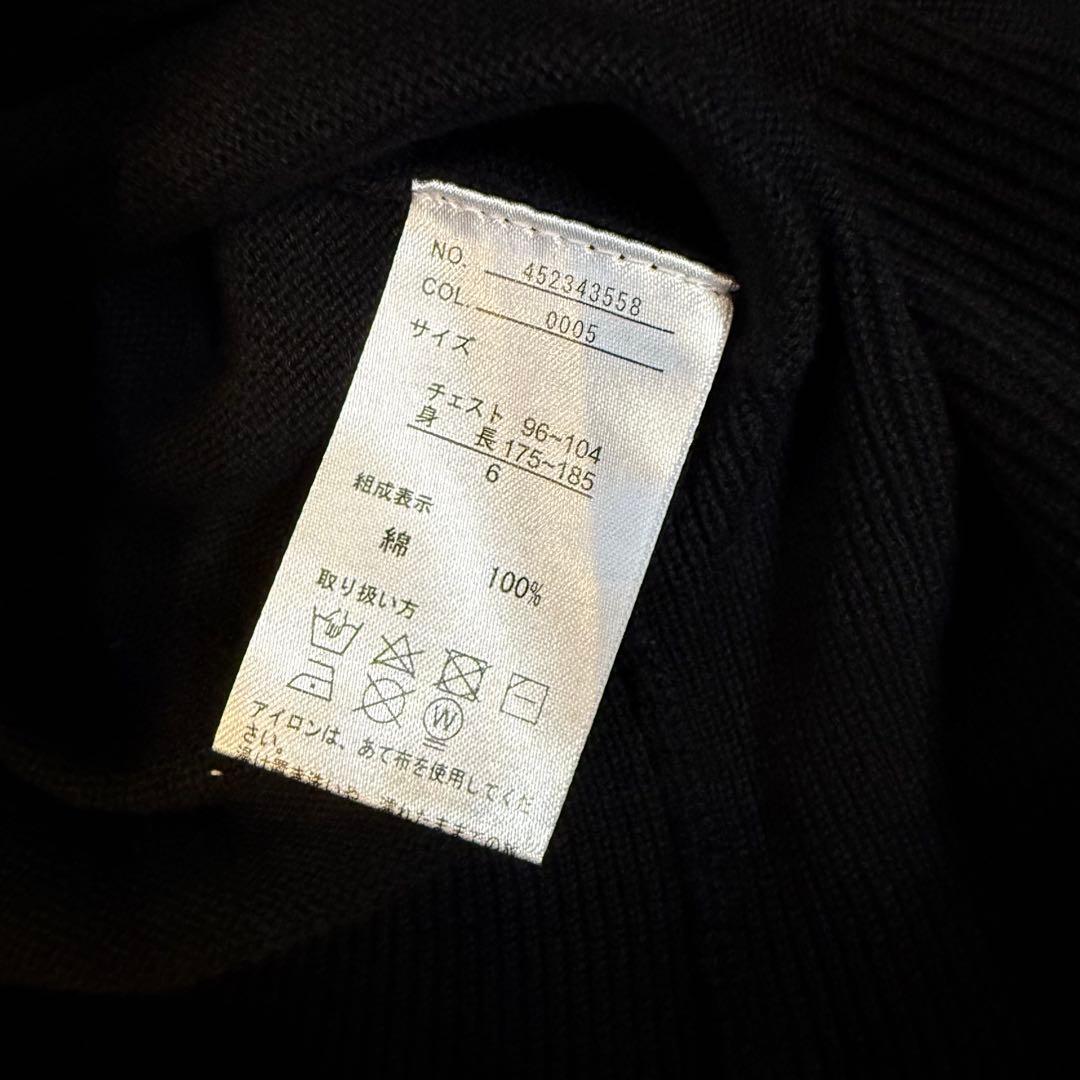 NO. 452343558
COL. 0005
サイズ
チェスト 96~104
身 長 175~185
6
組成表示
綿 100%
取り扱い方
W
アイロンは、あて布を使用してくだ
さい。